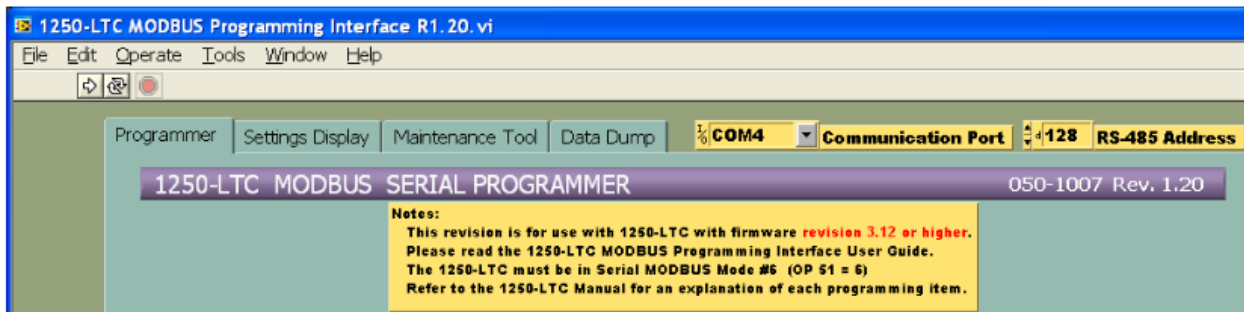 1250-LTC MODBUS Programming Interface R1.20.vi
File Edit Operate Tools Window Help
Programmer Settings Display Maintenance Tool Data Dump COM4 Communication Port d 128 RS-485 Address
1250-LTC MODBUS SERIAL PROGRAMMER 050-1007 Rev. 1.20
Notes:
This revision is for use with 1250-LTC with firmware revision 3.12 or higher.
Please read the 1250-LTC MODBUS Programming Interface User Guide.
The 1250-LTC must be in Serial MODBUS Mode #6 (OP 51 = 6)
Refer to the 1250-LTC Manual for an explanation of each programming item.